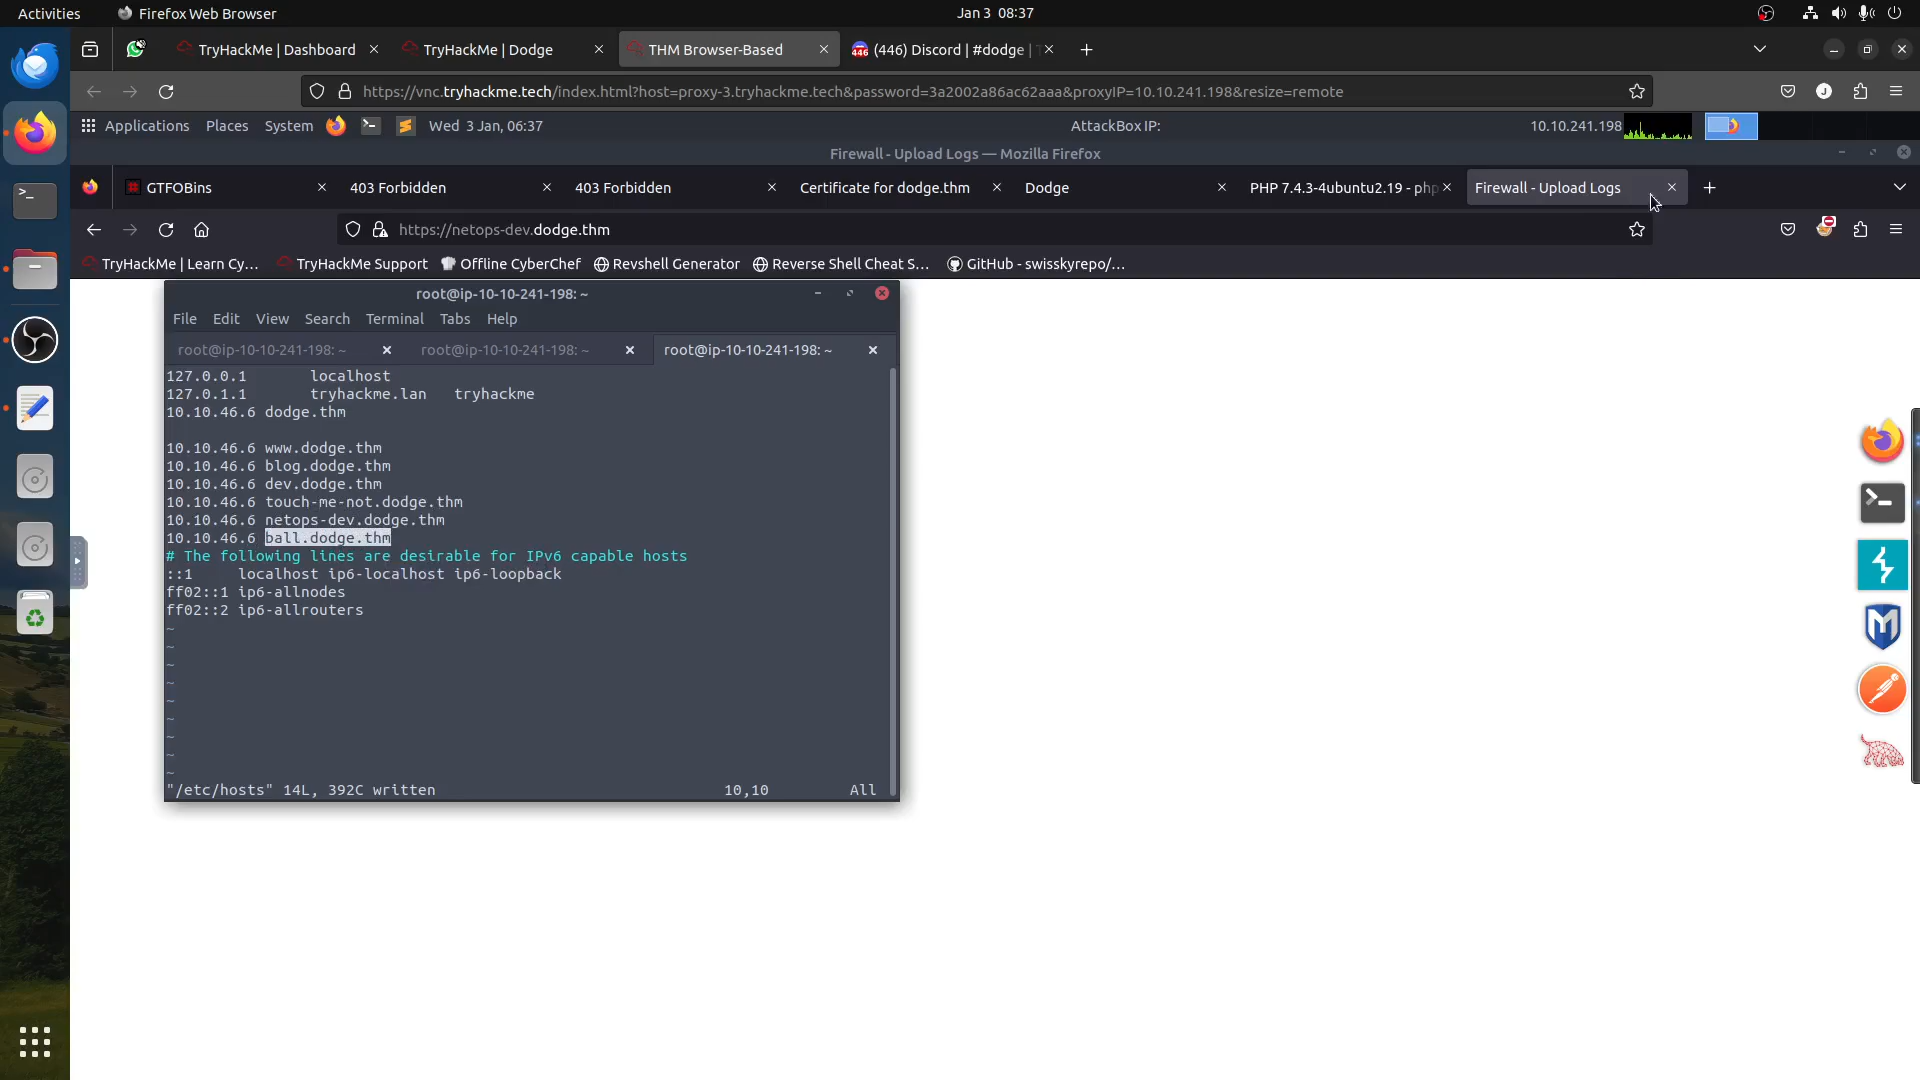 Activities
Firefox Web Browser
Jan 3 08:37
TryHackMe | Dashboard
TryHackMe | Dodge
THM Browser-Based
446
(446) Discord | #dodge |
https://vnc.tryhackme.tech/index.html?host=proxy-3.tryhackme.tech&password=3a2002a86ac62aaa&proxyIP=10.10.241.198&resize=remote
J
Applications
Places
System
Wed 3 Jan, 06:37
AttackBox IP:
10.10.241.198
Firewall - Upload Logs — Mozilla Firefox
GTFOBins
403 Forbidden
403 Forbidden
Certificate for dodge.thm
Dodge
PHP 7.4.3-4ubuntu2.19 - php
Firewall - Upload Logs
https://netops-dev.dodge.thm
TryHackMe | Learn Cy...
TryHackMe Support
Offline CyberChef
Revshell Generator
Reverse Shell Cheat S...
GitHub - swisskyrepo/...
root@ip-10-10-241-198: ~
File Edit View Search Terminal Tabs Help
root@ip-10-10-241-198: ~
root@ip-10-10-241-198: ~
root@ip-10-10-241-198: ~
127.0.0.1 localhost
127.0.1.1 tryhackme.lan tryhackme
10.10.46.6 dodge.thm
10.10.46.6 www.dodge.thm
10.10.46.6 blog.dodge.thm
10.10.46.6 dev.dodge.thm
10.10.46.6 touch-me-not.dodge.thm
10.10.46.6 netops-dev.dodge.thm
10.10.46.6 ball.dodge.thm
# The following lines are desirable for IPv6 capable hosts
::1 localhost ip6-localhost ip6-loopback
ff02::1 ip6-allnodes
ff02::2 ip6-allrouters
~
~
~
~
~
~
~
~
~
"/etc/hosts" 14L, 392C written
10,10
All